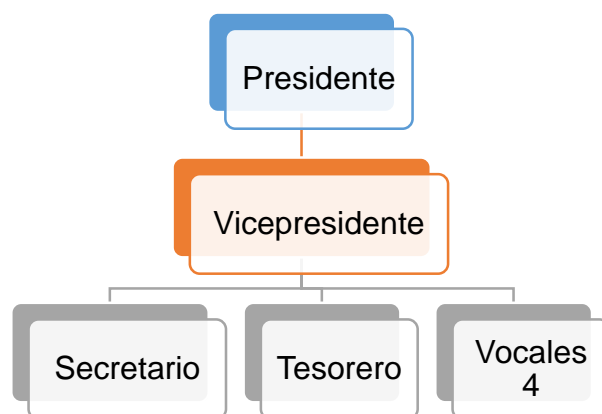 Presidente
Vicepresidente
Secretario
Tesorero
Vocales
4